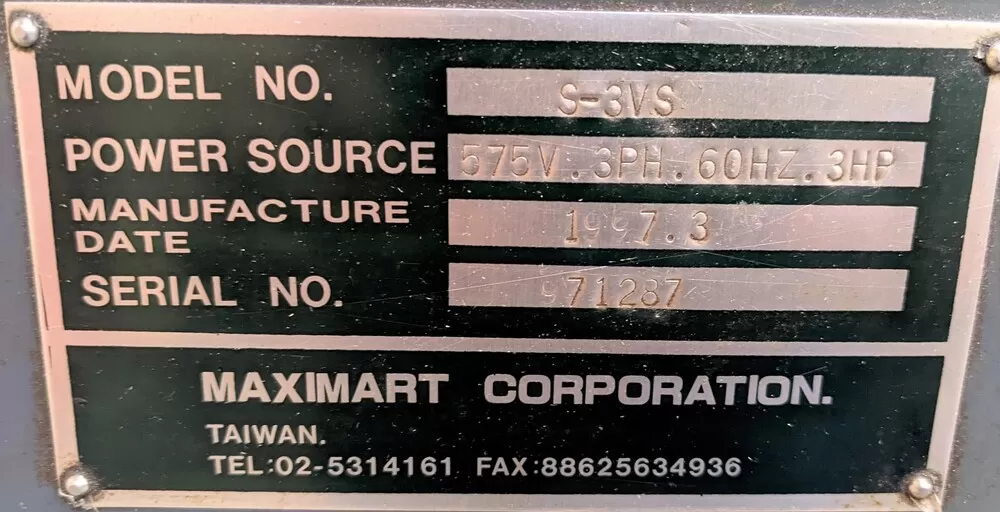 MODEL NO. S-3VS
POWER SOURCE 575V.3PH.60HZ.3HP
MANUFACTURE
DATE 1997.3
SERIAL NO. 971287
MAXIMART CORPORATION.
TAIWAN.
TEL:02-5314161 FAX:88625634936